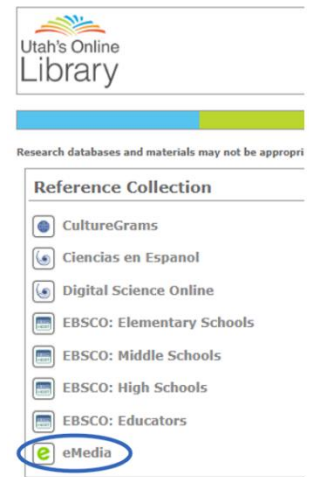 Utah's Online
Library
Research databases and materials may not be appropri
Reference Collection
CultureGrams
Ciencias en Espanol
Digital Science Online
EBSCO: Elementary Schools
EBSCO: Middle Schools
EBSCO: High Schools
EBSCO: Educators
eMedia